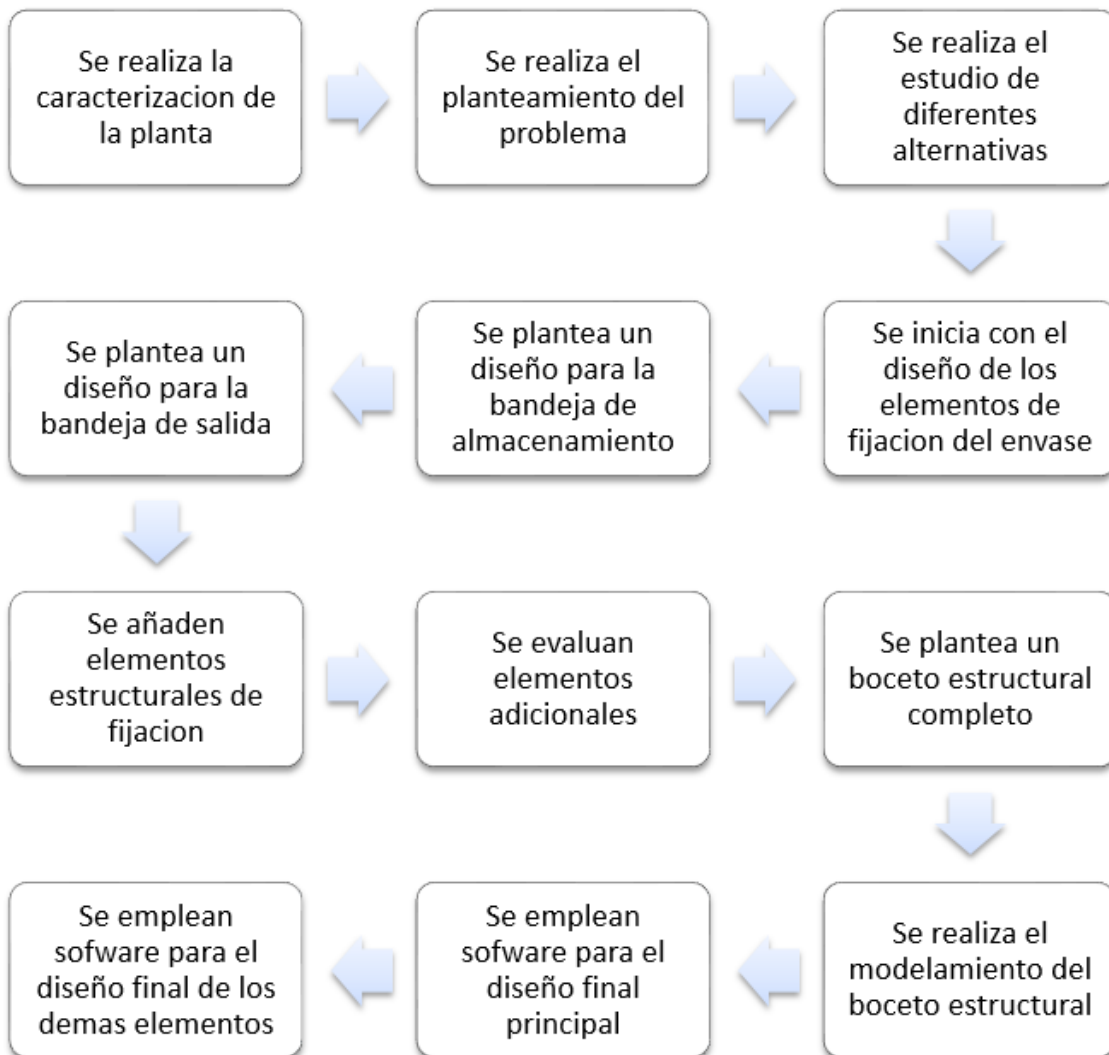 Se realiza la
caracterizacion de
la planta
Se realiza el
planteamiento del
problema
Se realiza el
estudio de
diferentes
alternativas
Se inicia con el
diseño de los
elementos de
fijacion del envase
Se plantea un
diseño para la
bandeja de
almacenamiento
Se plantea un
diseño para la
bandeja de salida
Se añaden
elementos
estructurales de
fijacion
Se evaluan
elementos
adicionales
Se plantea un
boceto estructural
completo
Se realiza el
modelamiento del
boceto estructural
Se emplean
sofware para el
diseño final
principal
Se emplean
sofware para el
diseño final de los
demas elementos